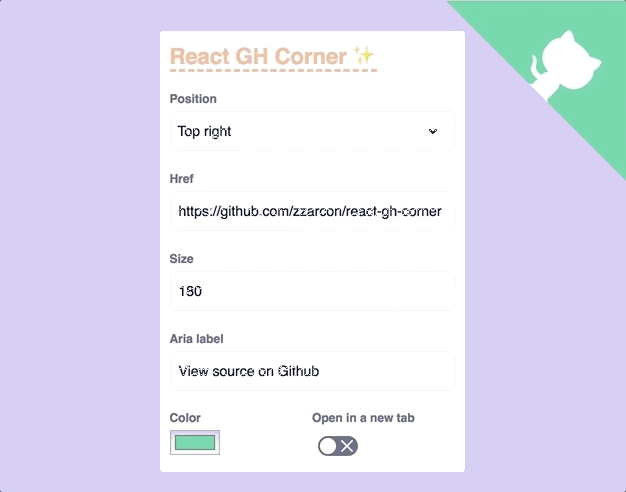 React GH Corner ✨
Position
Top right
Href
https://github.com/zzarcon/react-gh-corner
Size
180
Aria label
View source on Github
Color
Open in a new tab